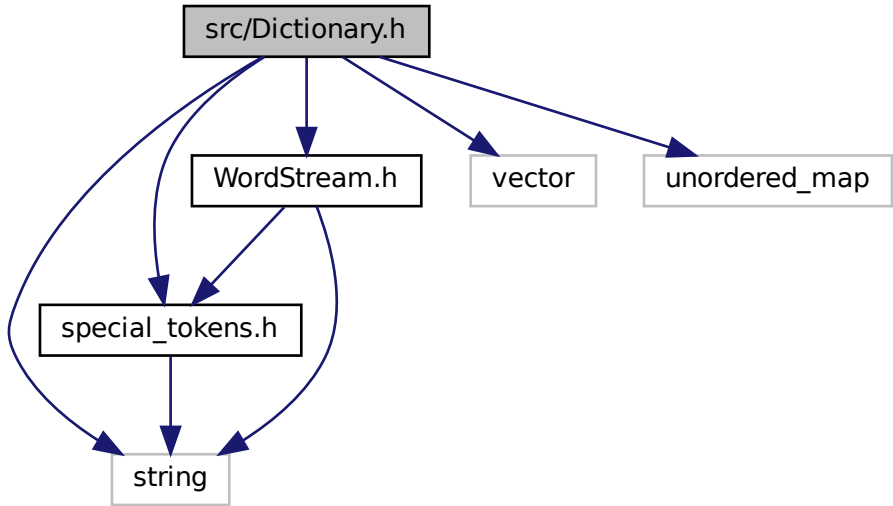 src/Dictionary.h
WordStream.h
vector
unordered_map
special_tokens.h
string